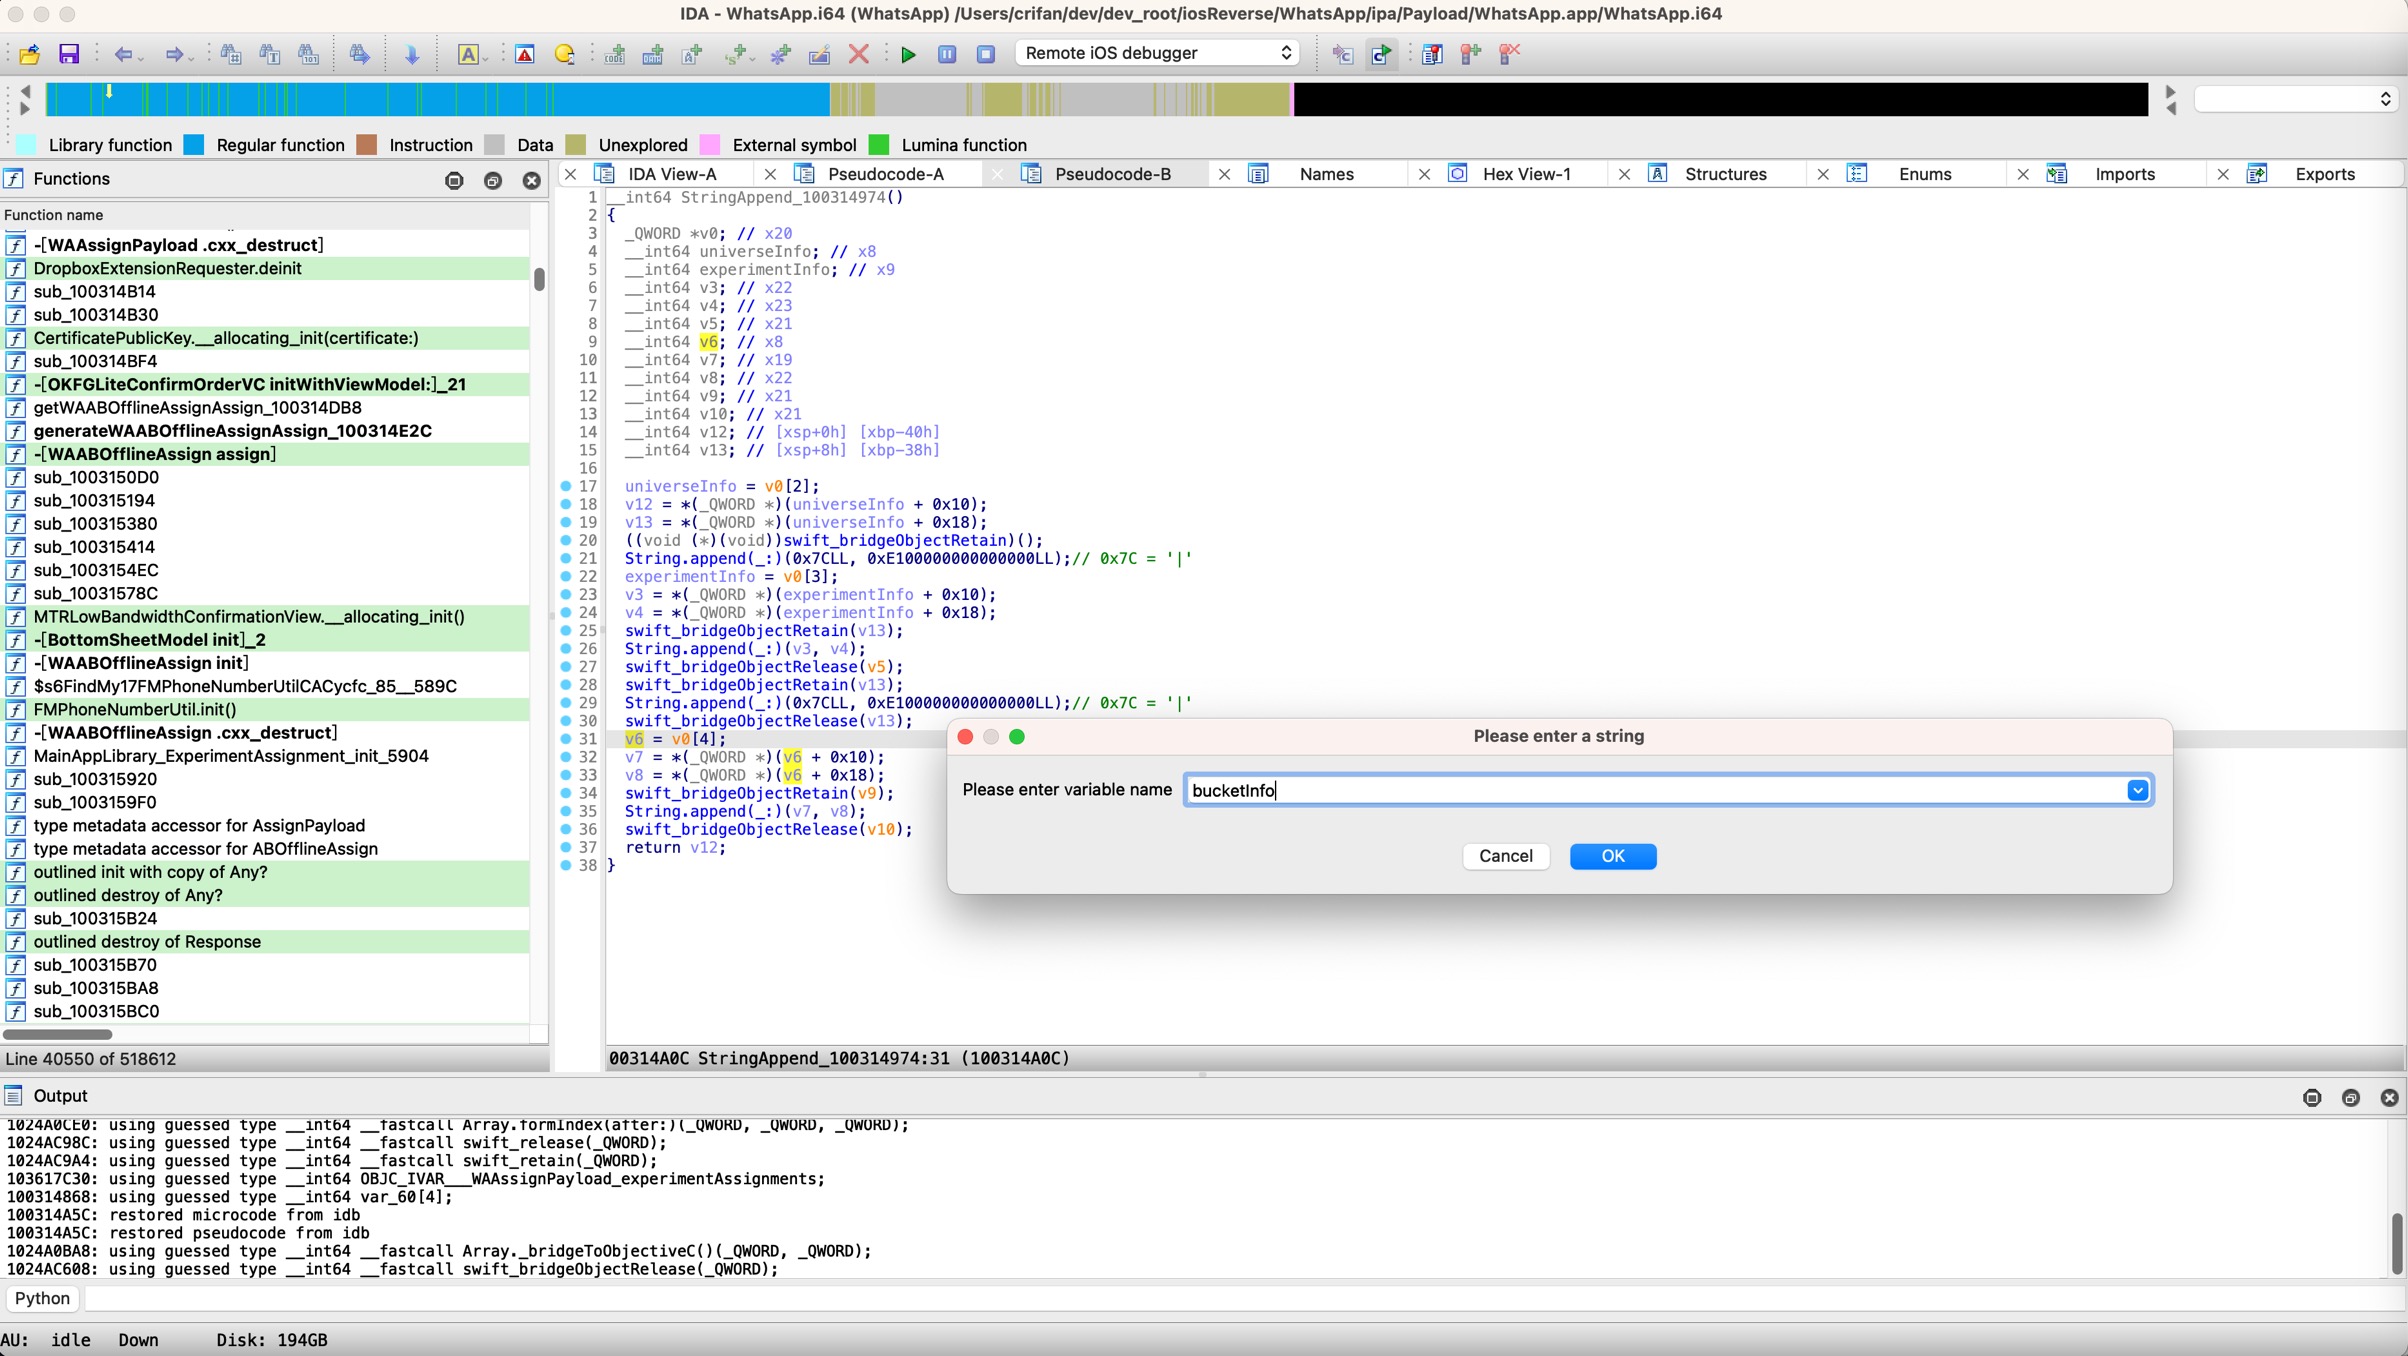 IDA - WhatsApp.i64 (WhatsApp) /Users/crifan/dev/dev_root/iosReverse/WhatsApp/ipa/Payload/WhatsApp.app/WhatsApp.i64
Remote iOS debugger
Library function Regular function Instruction Data Unexplored External symbol Lumina function
Functions
Function name
-[WAAssignPayload .cxx_destruct]
DropboxExtensionRequester.deinit
sub_100314B14
sub_100314B30
CertificatePublicKey.__allocating_init(certificate:)
sub_100314BF4
-[OKFGLiteConfirmOrderVC initWithViewModel:]_21
getWAABOfflineAssignAssign_100314DB8
generateWAABOfflineAssignAssign_100314E2C
-[WAABOfflineAssign assign]
sub_1003150D0
sub_100315194
sub_100315380
sub_100315414
sub_1003154EC
sub_10031578C
MTRLowBandwidthConfirmationView.__allocating_init()
-[BottomSheetModel init]_2
-[WAABOfflineAssign init]
$s6FindMy17FMPhoneNumberUtilCACycfc_85__589C
FMPhoneNumberUtil.init()
-[WAABOfflineAssign .cxx_destruct]
MainAppLibrary_ExperimentAssignment_init_5904
sub_100315920
sub_1003159F0
type metadata accessor for AssignPayload
type metadata accessor for ABOfflineAssign
outlined init with copy of Any?
outlined destroy of Any?
sub_100315B24
outlined destroy of Response
sub_100315B70
sub_100315BA8
sub_100315BC0
Line 40550 of 518612
IDA View-A Pseudocode-A Pseudocode-B Names Hex View-1 Structures Enums Imports Exports
1 __int64 StringAppend_100314974()
2 {
3 _QWORD *v0; // x20
4 __int64 universeInfo; // x8
5 __int64 experimentInfo; // x9
6 __int64 v3; // x22
7 __int64 v4; // x23
8 __int64 v5; // x21
9 __int64 v6; // x8
10 __int64 v7; // x19
11 __int64 v8; // x22
12 __int64 v9; // x21
13 __int64 v10; // x21
14 __int64 v12; // [xsp+0h] [xbp-40h]
15 __int64 v13; // [xsp+8h] [xbp-38h]
16
17 universeInfo = v0[2];
18 v12 = *(_QWORD *)(universeInfo + 0x10);
19 v13 = *(_QWORD *)(universeInfo + 0x18);
20 ((void (*)(void))swift_bridgeObjectRetain)();
21 String.append(_:)(0x7CLL, 0xE100000000000000LL);// 0x7C = '|'
22 experimentInfo = v0[3];
23 v3 = *(_QWORD *)(experimentInfo + 0x10);
24 v4 = *(_QWORD *)(experimentInfo + 0x18);
25 swift_bridgeObjectRetain(v13);
26 String.append(_:)(v3, v4);
27 swift_bridgeObjectRelease(v5);
28 swift_bridgeObjectRetain(v13);
29 String.append(_:)(0x7CLL, 0xE100000000000000LL);// 0x7C = '|'
30 swift_bridgeObjectRelease(v13);
31 v6 = v0[4];
32 v7 = *(_QWORD *)(v6 + 0x10);
33 v8 = *(_QWORD *)(v6 + 0x18);
34 swift_bridgeObjectRetain(v9);
35 String.append(_:)(v7, v8);
36 swift_bridgeObjectRelease(v10);
37 return v12;
38 }
Please enter a string
Please enter variable name bucketInfo
Cancel OK
00314A0C StringAppend_100314974:31 (100314A0C)
Output
1024A0CE0: using guessed type __int64 __fastcall Array.formIndex(after:)(_QWORD, _QWORD, _QWORD);
1024AC98C: using guessed type __int64 __fastcall swift_release(_QWORD);
1024AC9A4: using guessed type __int64 __fastcall swift_retain(_QWORD);
103617C30: using guessed type __int64 OBJC_IVAR___WAAssignPayload_experimentAssignments;
100314868: using guessed type __int64 var_60[4];
100314A5C: restored microcode from idb
100314A5C: restored pseudocode from idb
1024A0BA8: using guessed type __int64 __fastcall Array._bridgeToObjectiveC()(_QWORD, _QWORD);
1024AC608: using guessed type __int64 __fastcall swift_bridgeObjectRelease(_QWORD);
Python
AU: idle Down Disk: 194GB